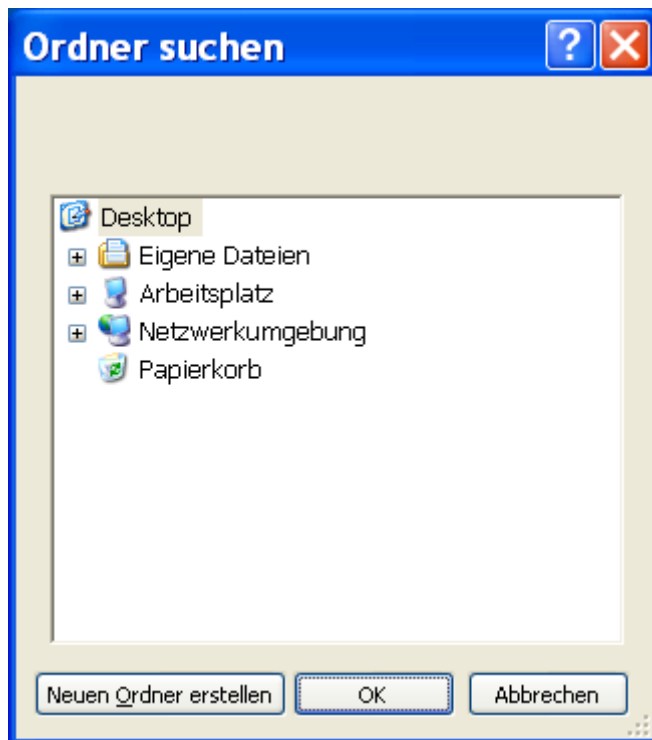 Ordner suchen
Desktop
Eigene Dateien
Arbeitsplatz
Netzwerkumgebung
Papierkorb
Neuen Ordner erstellen OK Abbrechen